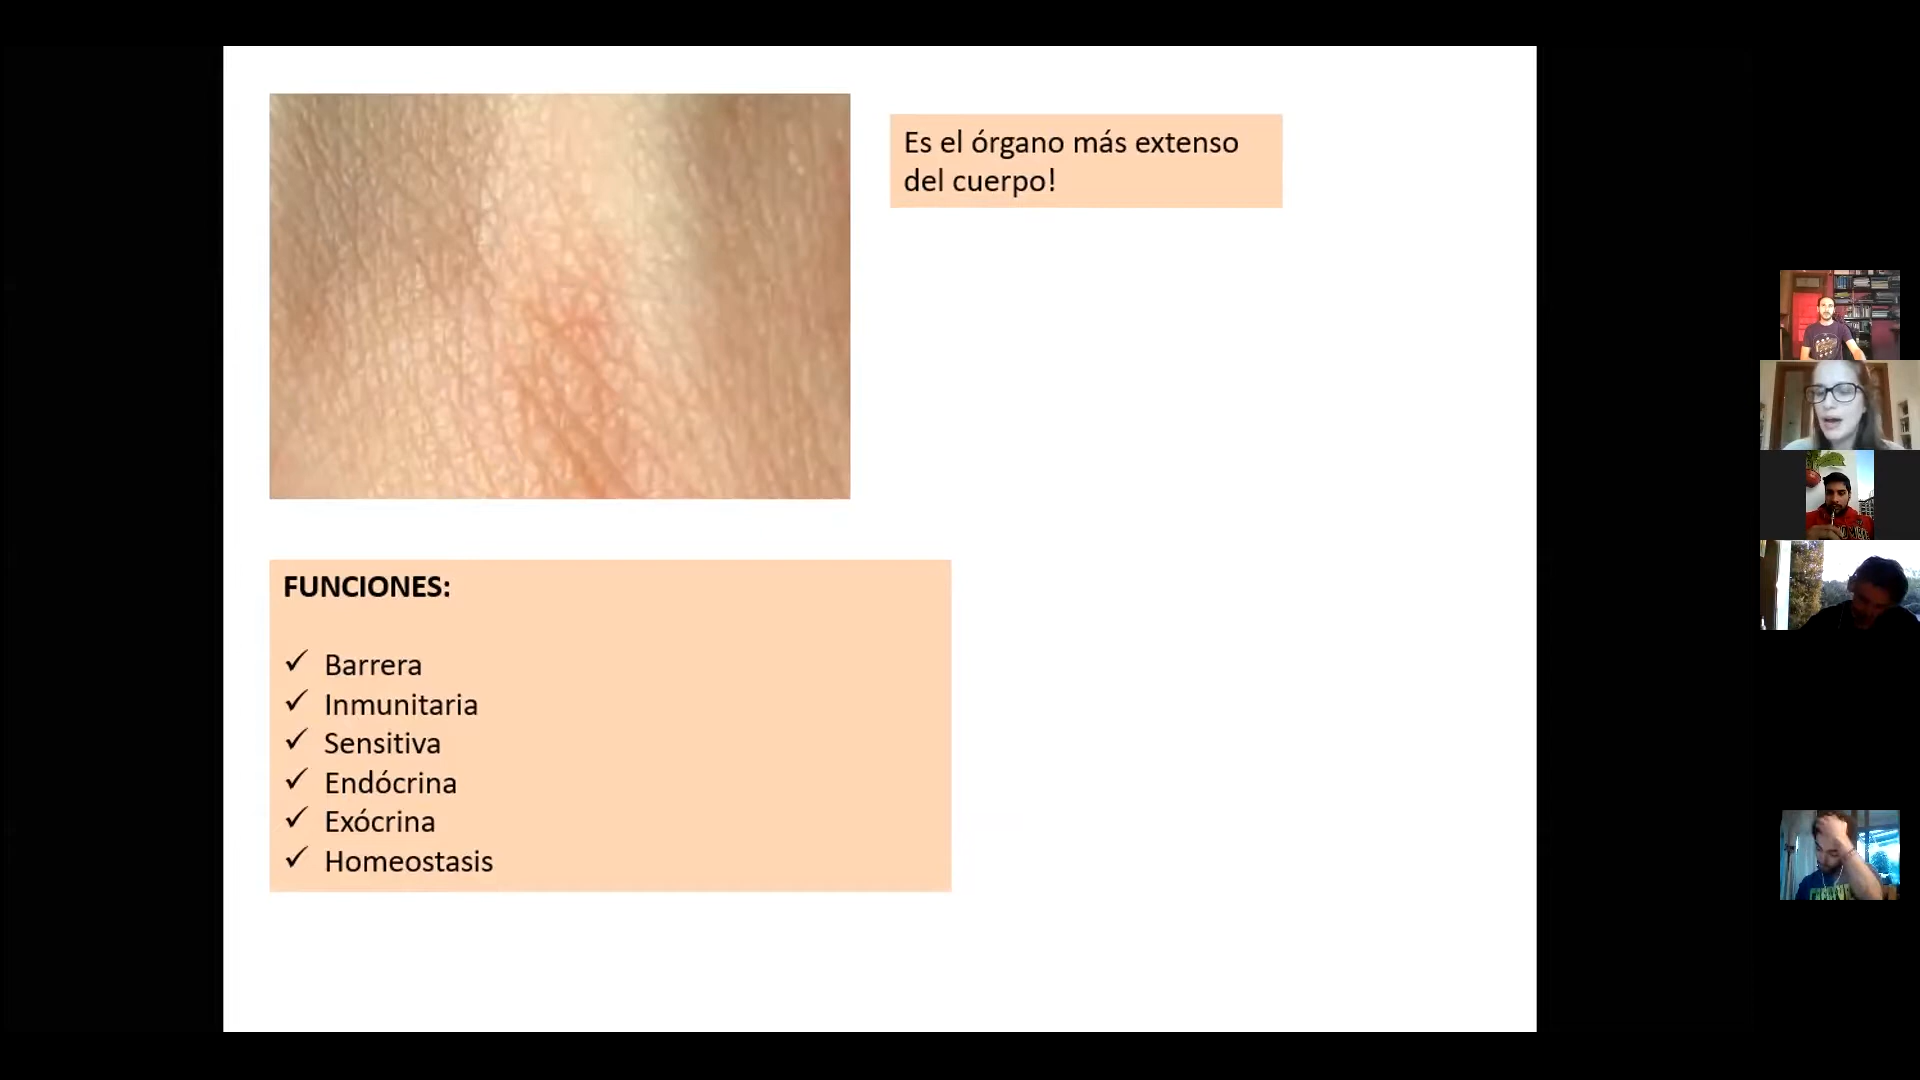 Es el órgano más extenso
del cuerpo!
FUNCIONES:
✓ Barrera
✓ Inmunitaria
✓ Sensitiva
✓ Endócrina
✓ Exócrina
✓ Homeostasis